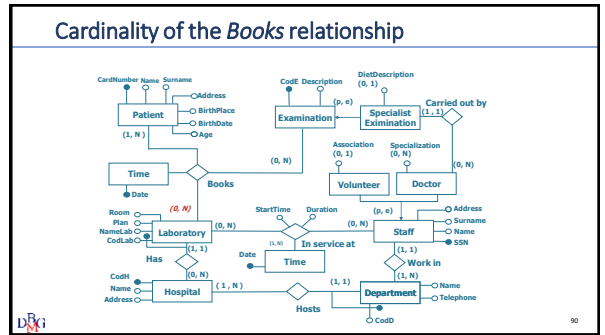 Cardinality of the Books relationship
CardNumber Name Surname
Address
BirthPlace
BirthDate
Age
Patient
(1, N)
CodE Description
(p, e)
Examination
DietDescription
(0, 1)
Specialist
Eximination
(1 , 1)
Carried out by
Time
Date
Books
(0, N)
Association
(0, 1)
Specialization
(0, N)
(0, N)
Volunteer
Doctor
Room
Plan
NameLab
CodLab
(0, N)
Laboratory
(0, N)
StartTime
Duration
(0, N)
(p, e)
Staff
Address
Surname
Name
SSN
Has
(1, 1)
Date
(1, N)
In service at
Time
(1, 1)
Work in
CodH
Name
Address
(0, N)
Hospital
(1 , N)
Hosts
(1, 1)
(1, N)
Department
Name
Telephone
CodD
DBMG
90